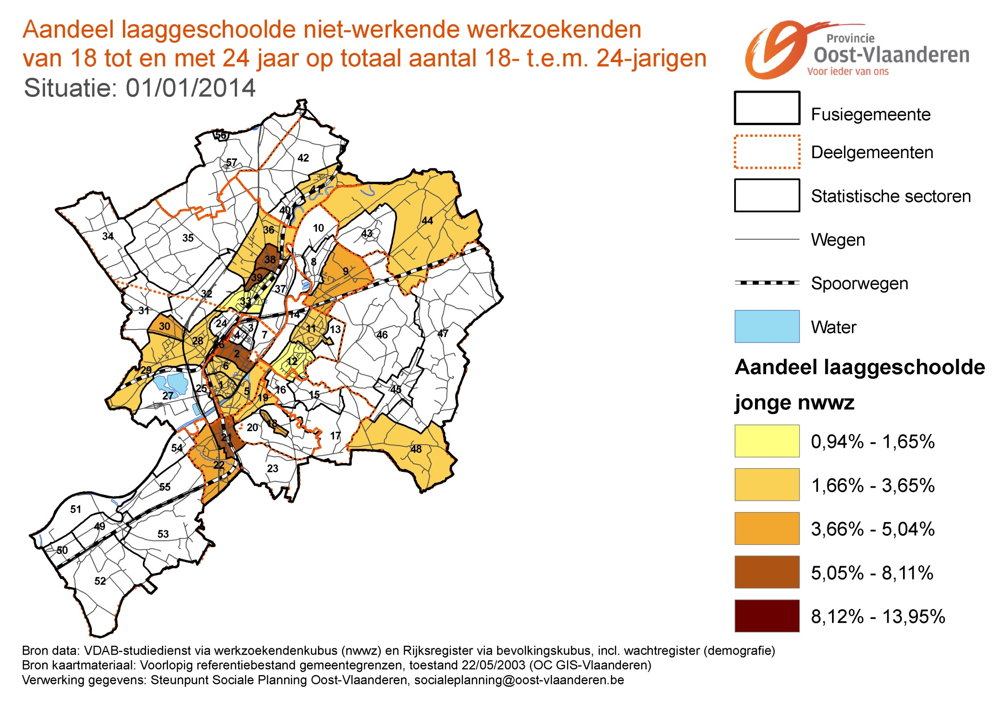 Aandeel laaggeschoolde niet-werkende werkzoekenden
van 18 tot en met 24 jaar op totaal aantal 18- t.e.m. 24-jarigen
Situatie: 01/01/2014
Provincie
Oost-Vlaanderen
Voor ieder van ons
Fusiegemeente
Deelgemeenten
Statistische sectoren
Wegen
Spoorwegen
Water
Aandeel laaggeschoolde
jonge nwwz
0,94% - 1,65%
1,66% - 3,65%
3,66% - 5,04%
5,05% - 8,11%
8,12% - 13,95%
56
57
42
41
40
44
10
36
43
34
35
38
8
9
39
37
32
33
31
14
24
30
3
11
13
4
7
46
47
28
26
2
12
6
29
1
25
5
16
45
27
19
15
18
20
17
21
54
48
22
23
55
51
49
53
50
52
Bron data: VDAB-studiedienst via werkzoekendenkubus (nwwz) en Rijksregister via bevolkingskubus, incl. wachtregister (demografie)
Bron kaartmateriaal: Voorlopig referentiebestand gemeentegrenzen, toestand 22/05/2003 (OC GIS-Vlaanderen)
Verwerking gegevens: Steunpunt Sociale Planning Oost-Vlaanderen, socialeplanning@oost-vlaanderen.be